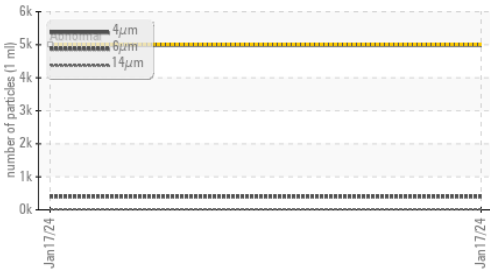 6k
5k
4k
3k
2k
1k
0k
number of particles (1 ml)
Abnormal
4µm
6µm
14µm
Jan17/24
Jan17/24